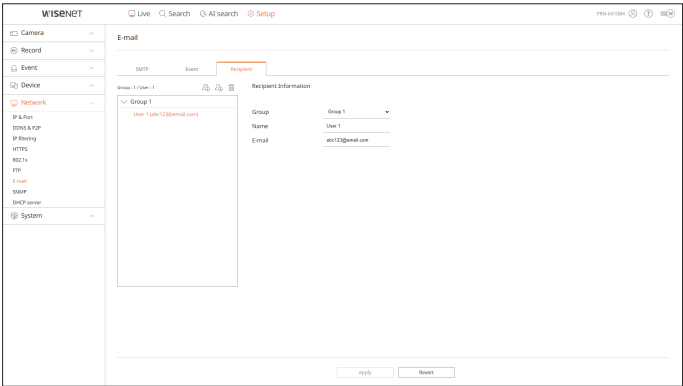 WISENET
Live Search AI search Setup
PRN-6410B4
Camera
Record
Event
Device
Network
IP & Port
DDNS & P2P
IP filtering
HTTPS
802.1x
FTP
E-mail
SNMP
DHCP server
System
E-mail
SMTP Event Recipient
Group : 1 / User : 1
Group 1
User 1 (abc123@email.com)
Recipient Information
Group Group 1
Name User 1
E-mail abc123@email.com
Apply Revert